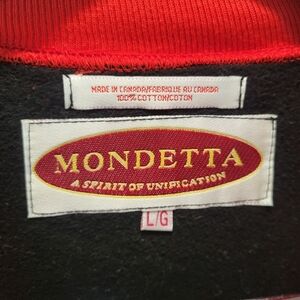 MADE IN CANADA/FABRIQUE AU CANADA
100% COTTON/COTON
MONDETTA
A SPIRIT OF UNIFICATION
L/G